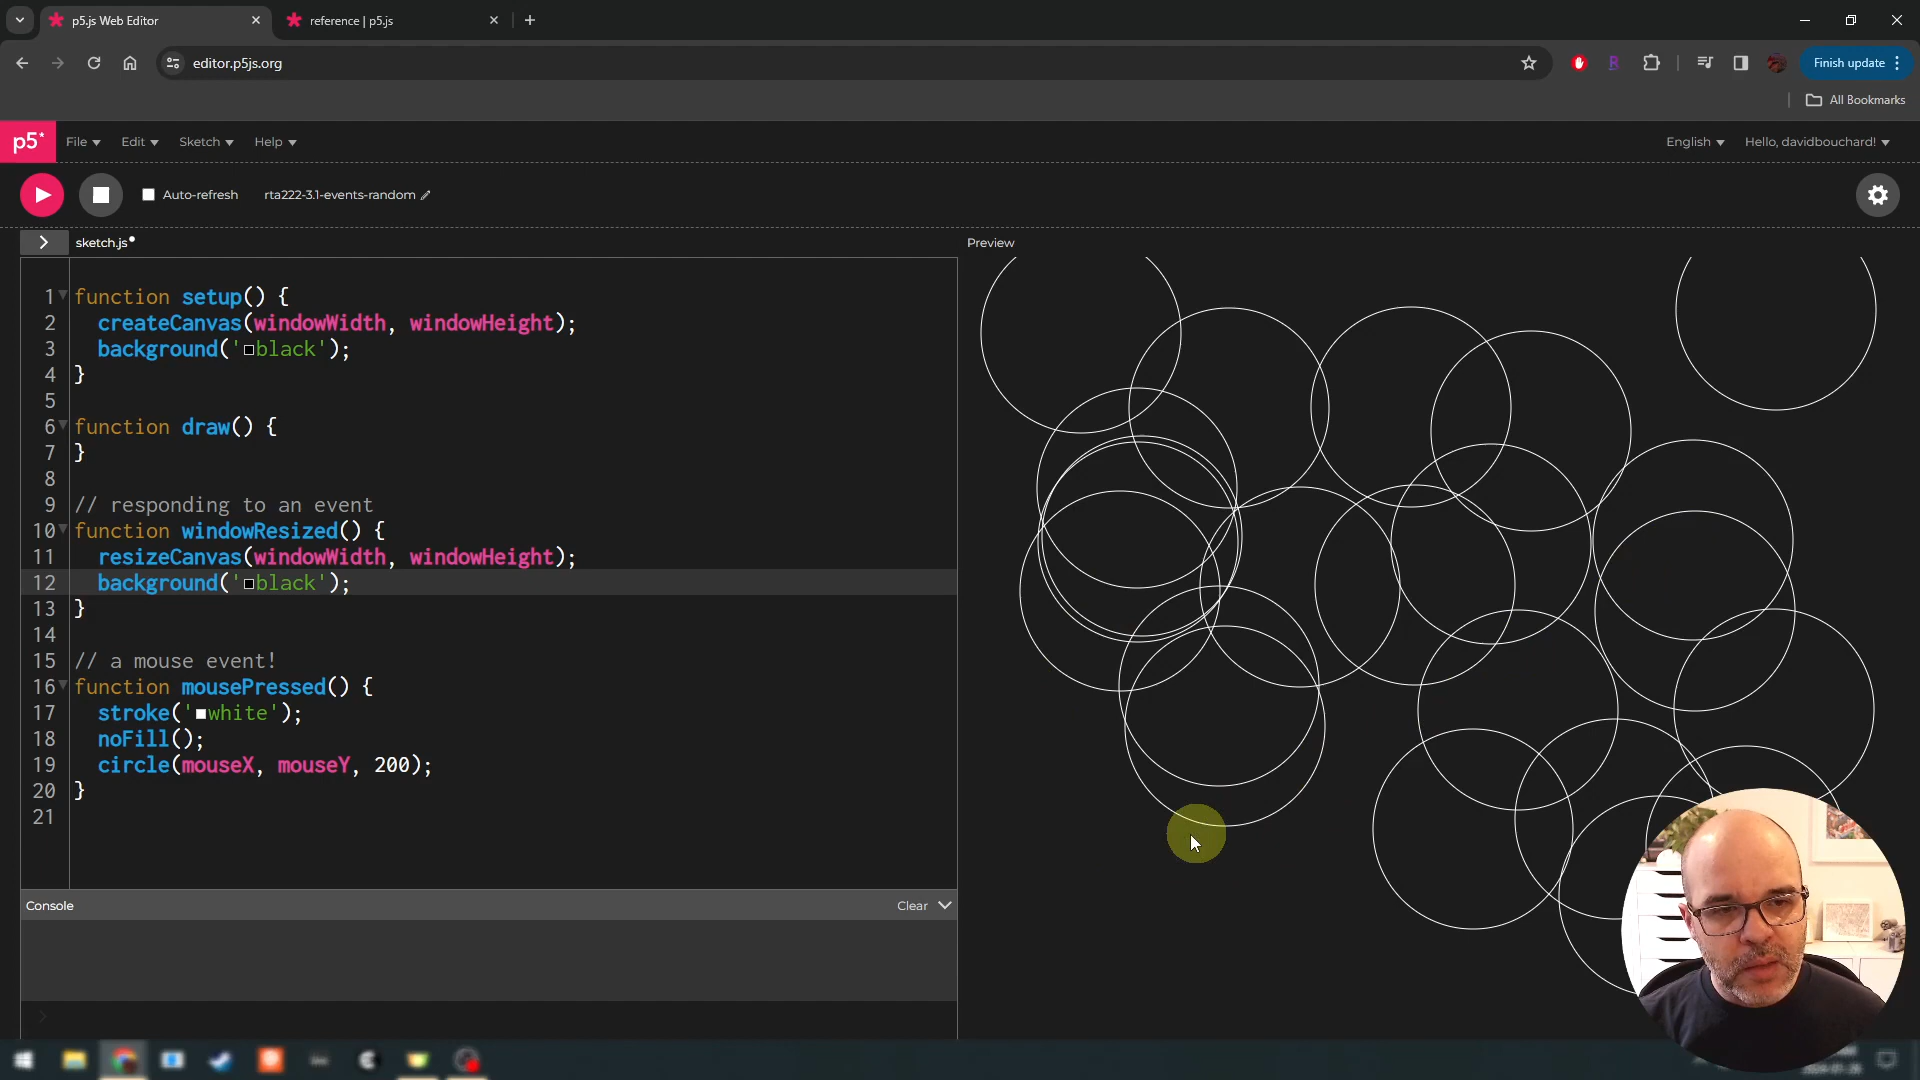 p5.js Web Editor
reference | p5.js
editor.p5js.org
Finish update
All Bookmarks
p5*
File
Edit
Sketch
Help
English
Hello, davidbouchard!
Auto-refresh
rta222-3.1-events-random
sketch.js
Preview
1 function setup() {
2 createCanvas(windowWidth, windowHeight);
3 background('black');
4 }
5
6 function draw() {
7 }
8
9 // responding to an event
10 function windowResized() {
11 resizeCanvas(windowWidth, windowHeight);
12 background('black');
13 }
14
15 // a mouse event!
16 function mousePressed() {
17 stroke('white');
18 noFill();
19 circle(mouseX, mouseY, 200);
20 }
21
Console
Clear
>